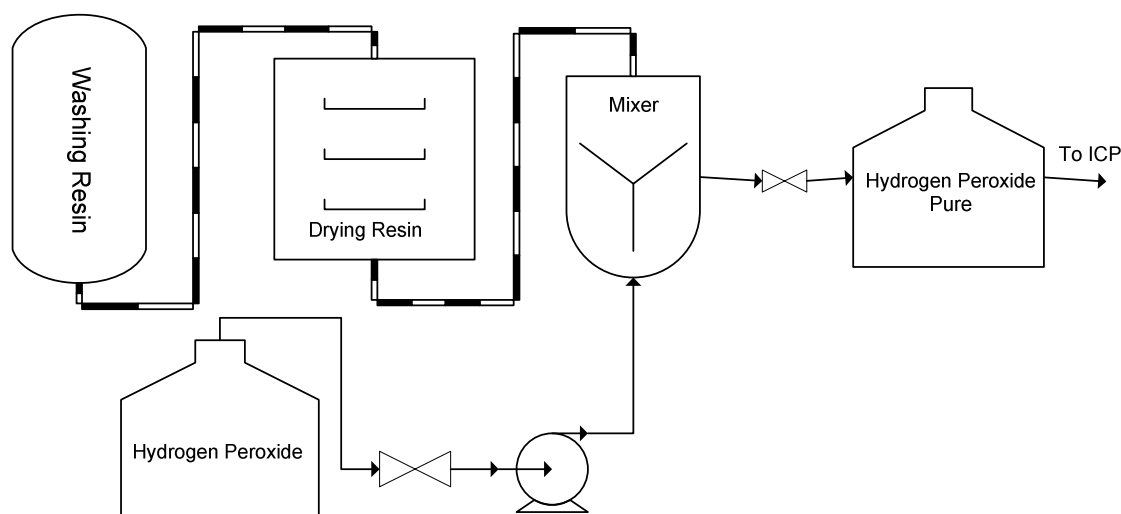 Washing Resin
Drying Resin
Mixer
Hydrogen Peroxide
Pure
To ICP
Hydrogen Peroxide